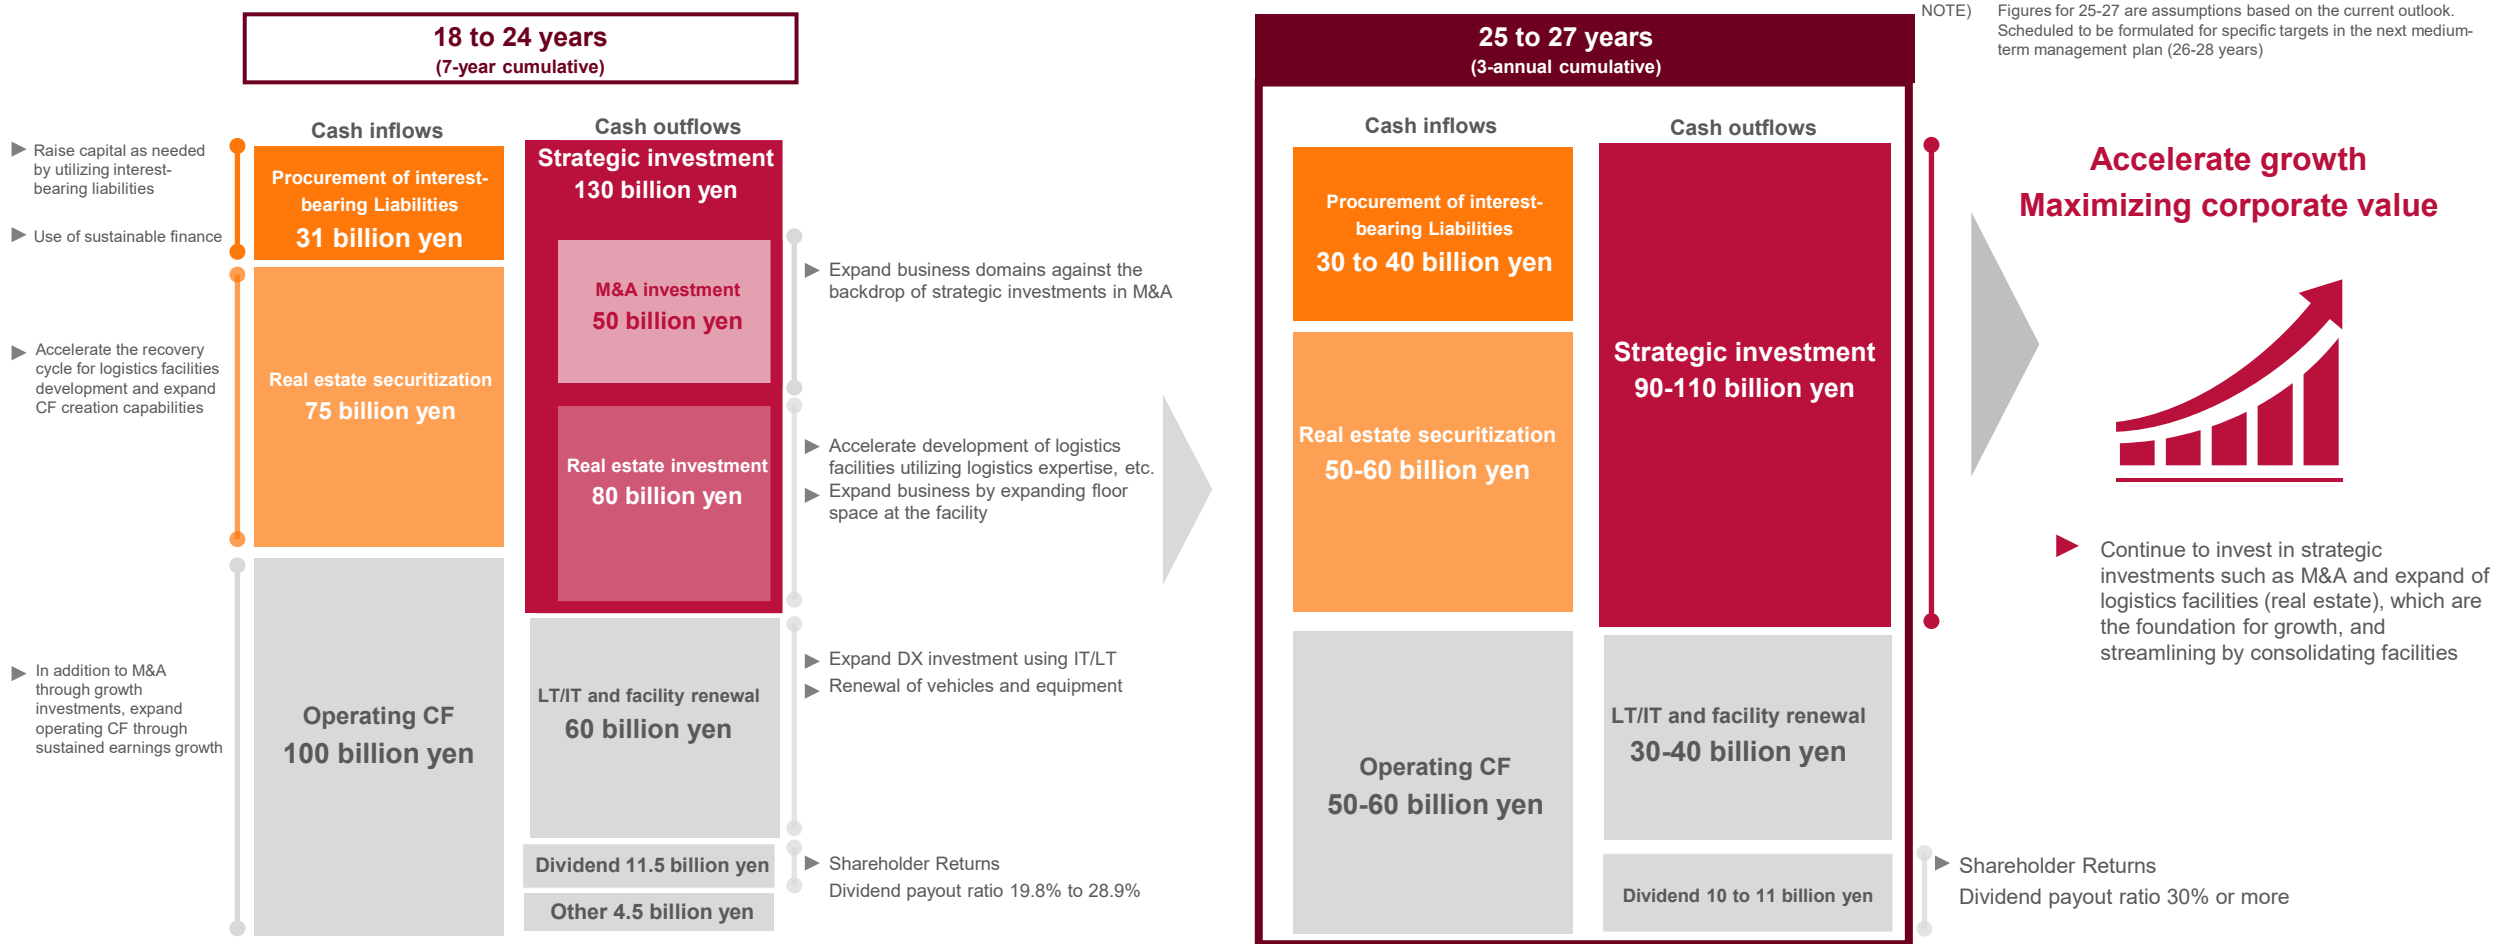 18 to 24 years
(7-year cumulative)
Cash inflows
Cash outflows
Raise capital as needed
by utilizing interest-
bearing liabilities
Use of sustainable finance
Procurement of interest-
bearing Liabilities
31 billion yen
Accelerate the recovery
cycle for logistics facilities
development and expand
CF creation capabilities
Real estate securitization
75 billion yen
In addition to M&A
through growth
investments, expand
operating CF through
sustained earnings growth
Operating CF
100 billion yen
Strategic investment
130 billion yen
M&A investment
50 billion yen
Expand business domains against the
backdrop of strategic investments in M&A
Real estate investment
80 billion yen
Accelerate development of logistics
facilities utilizing logistics expertise, etc.
Expand business by expanding floor
space at the facility
LT/IT and facility renewal
60 billion yen
Expand DX investment using IT/LT
Renewal of vehicles and equipment
Dividend 11.5 billion yen
Other 4.5 billion yen
Shareholder Returns
Dividend payout ratio 19.8% to 28.9%
25 to 27 years
(3-annual cumulative)
NOTE) Figures for 25-27 are assumptions based on the current outlook.
Scheduled to be formulated for specific targets in the next medium-
term management plan (26-28 years)
Cash inflows
Cash outflows
Procurement of interest-
bearing Liabilities
30 to 40 billion yen
Real estate securitization
50-60 billion yen
Operating CF
50-60 billion yen
Strategic investment
90-110 billion yen
LT/IT and facility renewal
30-40 billion yen
Dividend 10 to 11 billion yen
Accelerate growth
Maximizing corporate value
Continue to invest in strategic
investments such as M&A and expand of
logistics facilities (real estate), which are
the foundation for growth, and
streamlining by consolidating facilities
Shareholder Returns
Dividend payout ratio 30% or more